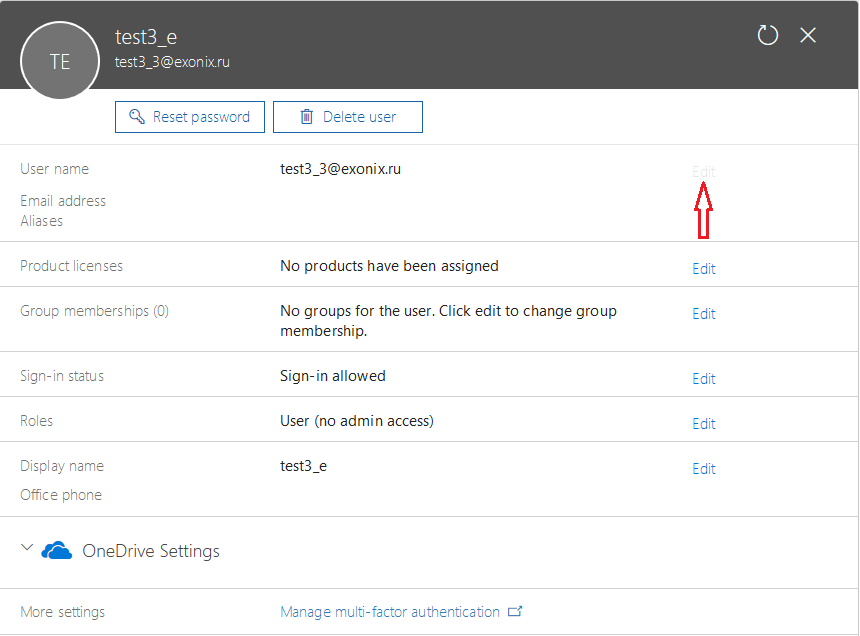 TE
test3_e
test3_3@exonix.ru
Reset password
Delete user
User name test3_3@exonix.ru Edit
Email address
Aliases
Product licenses No products have been assigned Edit
Group memberships (0) No groups for the user. Click edit to change group Edit
membership.
Sign-in status Sign-in allowed Edit
Roles User (no admin access) Edit
Display name test3_e Edit
Office phone
OneDrive Settings
More settings Manage multi-factor authentication